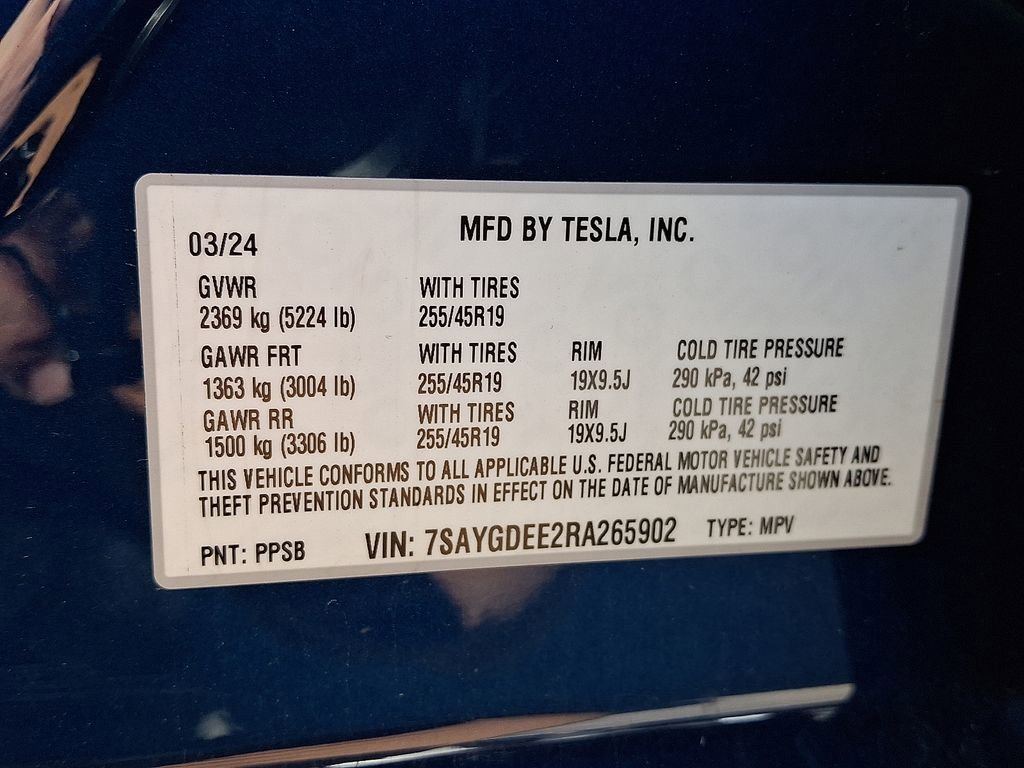 MFD BY TESLA, INC.
03/24
GVWR WITH TIRES
2369 kg (5224 lb) 255/45R19
GAWR FRT WITH TIRES RIM COLD TIRE PRESSURE
1363 kg (3004 lb) 255/45R19 19X9.5J 290 kPa, 42 psi
GAWR RR WITH TIRES RIM COLD TIRE PRESSURE
1500 kg (3306 lb) 255/45R19 19X9.5J 290 kPa, 42 psi
THIS VEHICLE CONFORMS TO ALL APPLICABLE U.S. FEDERAL MOTOR VEHICLE SAFETY AND
THEFT PREVENTION STANDARDS IN EFFECT ON THE DATE OF MANUFACTURE SHOWN ABOVE.
PNT: PPSB VIN: 7SAYGDEE2RA265902 TYPE: MPV